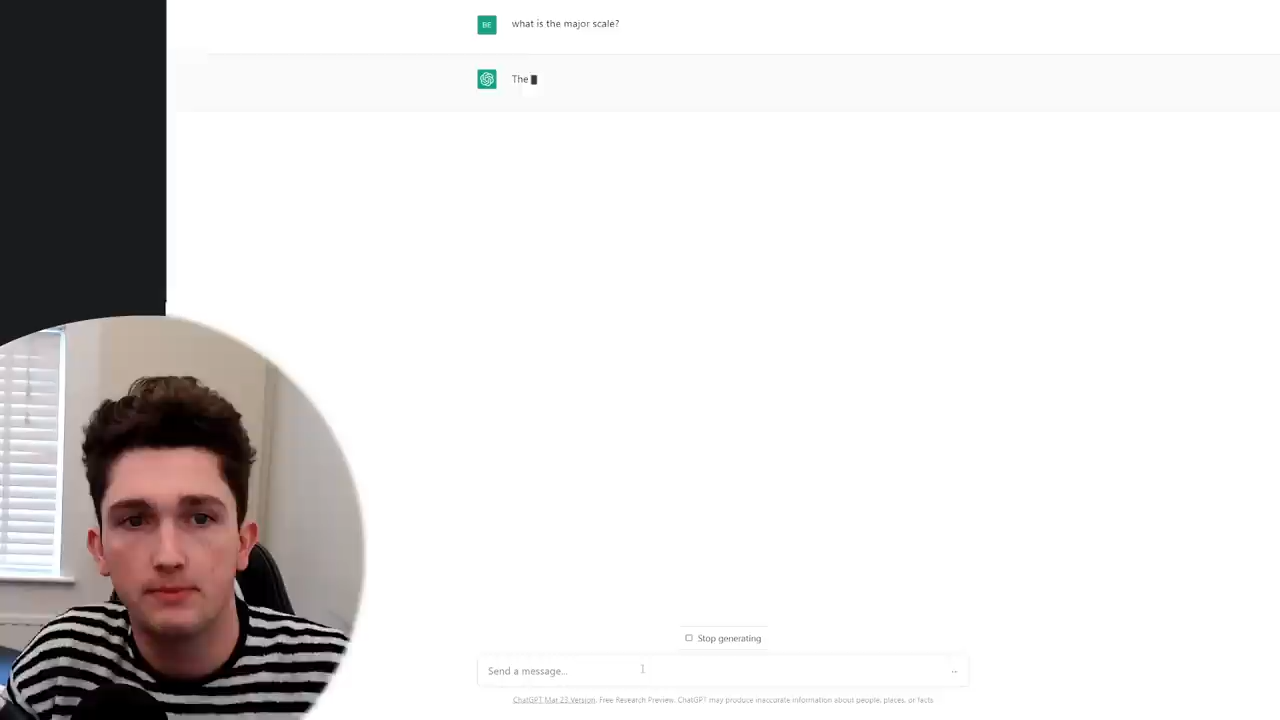 BE
what is the major scale?
The
Stop generating
Send a message...
ChatGPT Mar 23 Version. Free Research Preview. ChatGPT may produce inaccurate information about people, places, or facts